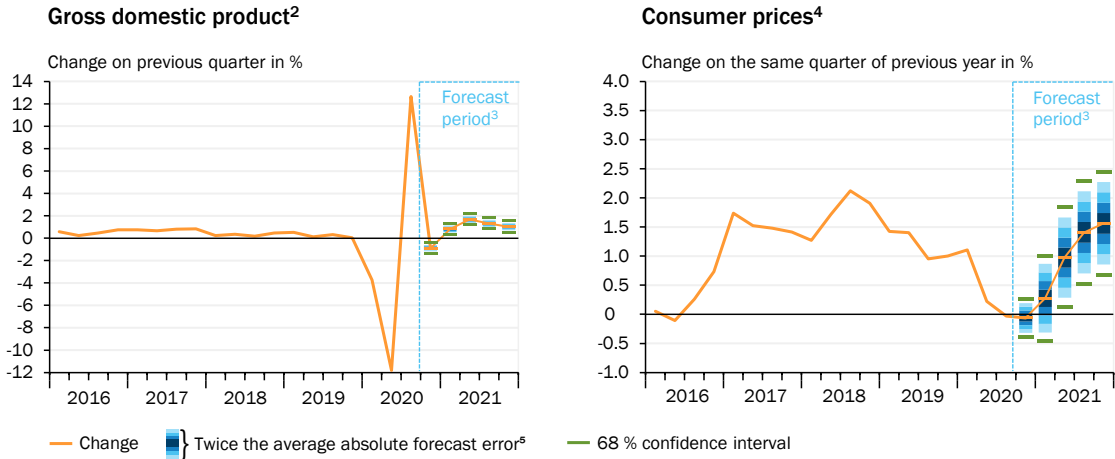 Gross domestic product²
Change on previous quarter in %
14
12
10
8
6
4
2
0
-2
-4
-6
-8
-10
-12
Forecast
period³
2016 2017 2018 2019 2020 2021
Consumer prices⁴
Change on the same quarter of previous year in %
4.0
3.5
3.0
2.5
2.0
1.5
1.0
0.5
0
-0.5
-1.0
Forecast
period³
2016 2017 2018 2019 2020 2021
Change } Twice the average absolute forecast error⁵ 68 % confidence interval